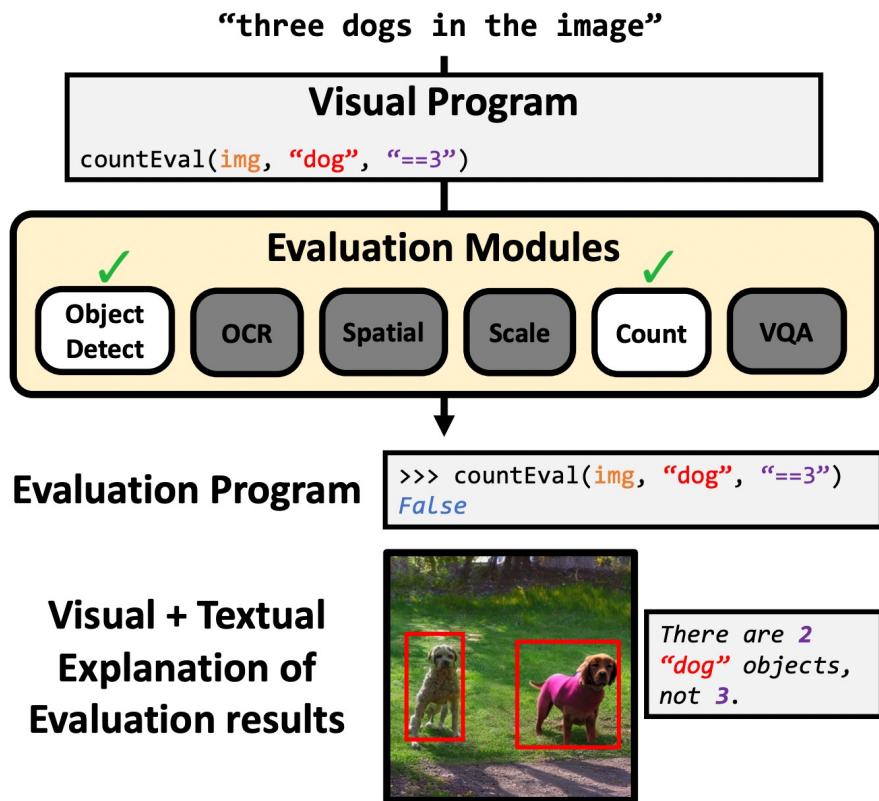 “three dogs in the image”
Visual Program
countEval(img, “dog”, “==3”)
Evaluation Modules
✓ ✓
Object
Detect
OCR
Spatial
Scale
Count
VQA
Evaluation Program
>>> countEval(img, “dog”, “==3”)
False
Visual + Textual
Explanation of
Evaluation results
There are 2
“dog” objects,
not 3.